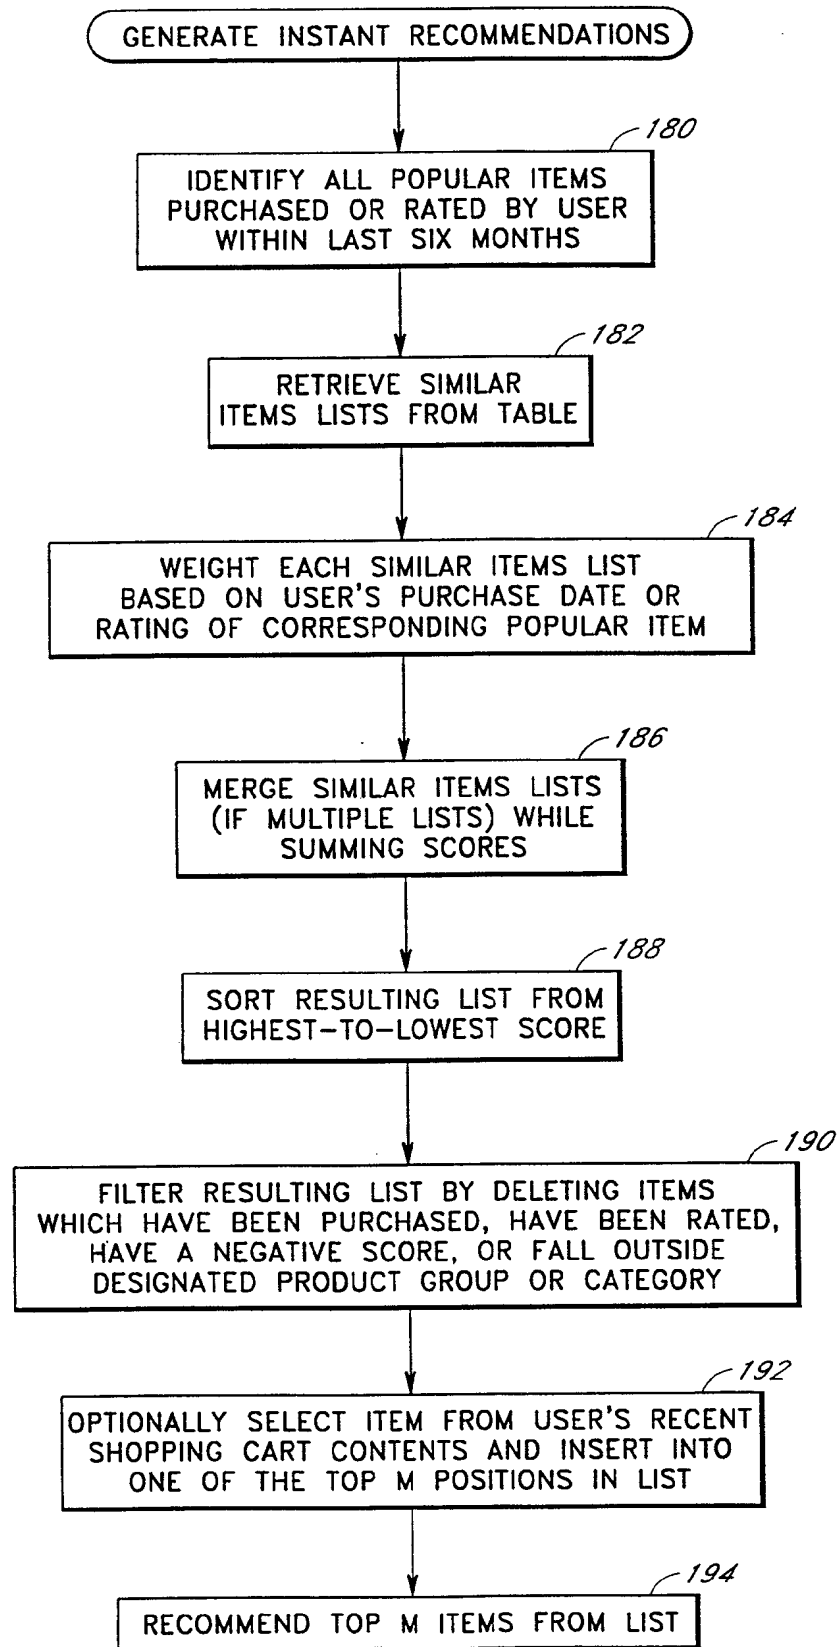 GENERATE INSTANT RECOMMENDATIONS
180
IDENTIFY ALL POPULAR ITEMS
PURCHASED OR RATED BY USER
WITHIN LAST SIX MONTHS
182
RETRIEVE SIMILAR
ITEMS LISTS FROM TABLE
184
WEIGHT EACH SIMILAR ITEMS LIST
BASED ON USER'S PURCHASE DATE OR
RATING OF CORRESPONDING POPULAR ITEM
186
MERGE SIMILAR ITEMS LISTS
(IF MULTIPLE LISTS) WHILE
SUMMING SCORES
188
SORT RESULTING LIST FROM
HIGHEST-TO-LOWEST SCORE
190
FILTER RESULTING LIST BY DELETING ITEMS
WHICH HAVE BEEN PURCHASED, HAVE BEEN RATED,
HAVE A NEGATIVE SCORE, OR FALL OUTSIDE
DESIGNATED PRODUCT GROUP OR CATEGORY
192
OPTIONALLY SELECT ITEM FROM USER'S RECENT
SHOPPING CART CONTENTS AND INSERT INTO
ONE OF THE TOP M POSITIONS IN LIST
194
RECOMMEND TOP M ITEMS FROM LIST